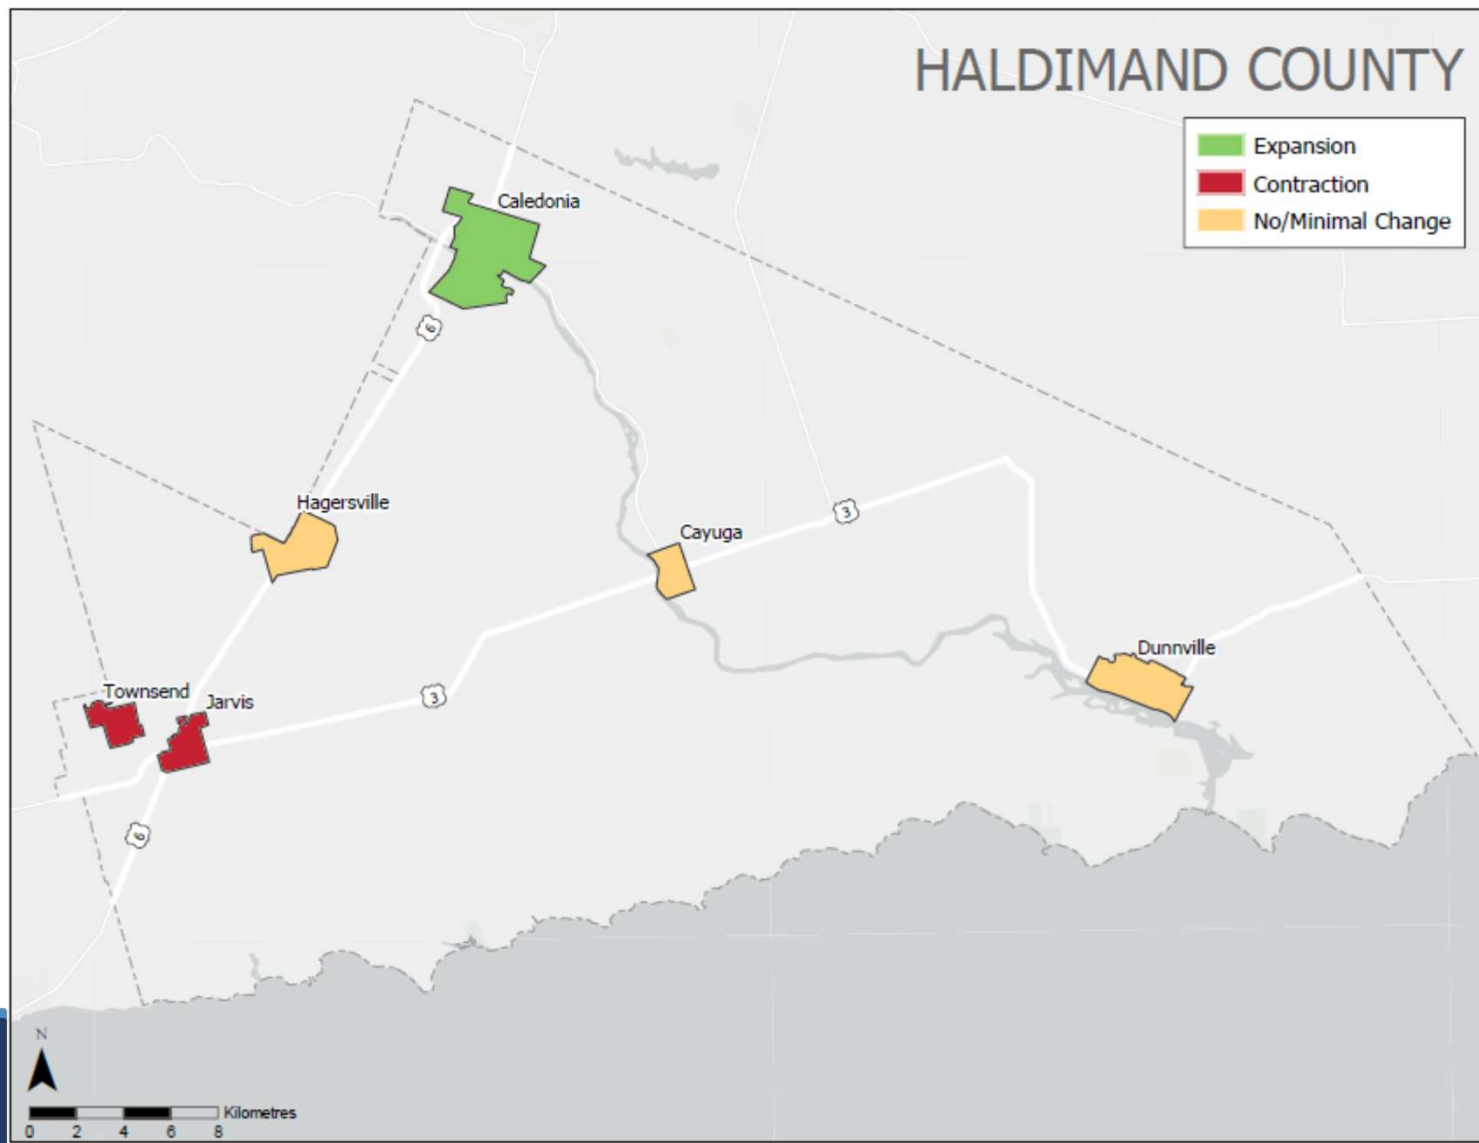 HALDIMAND COUNTY
Expansion
Contraction
No/Minimal Change
Caledonia
6
Hagersville
3
Cayuga
Dunnville
Townsend
Jarvis
3
6
N
Kilometres
0 2 4 6 8